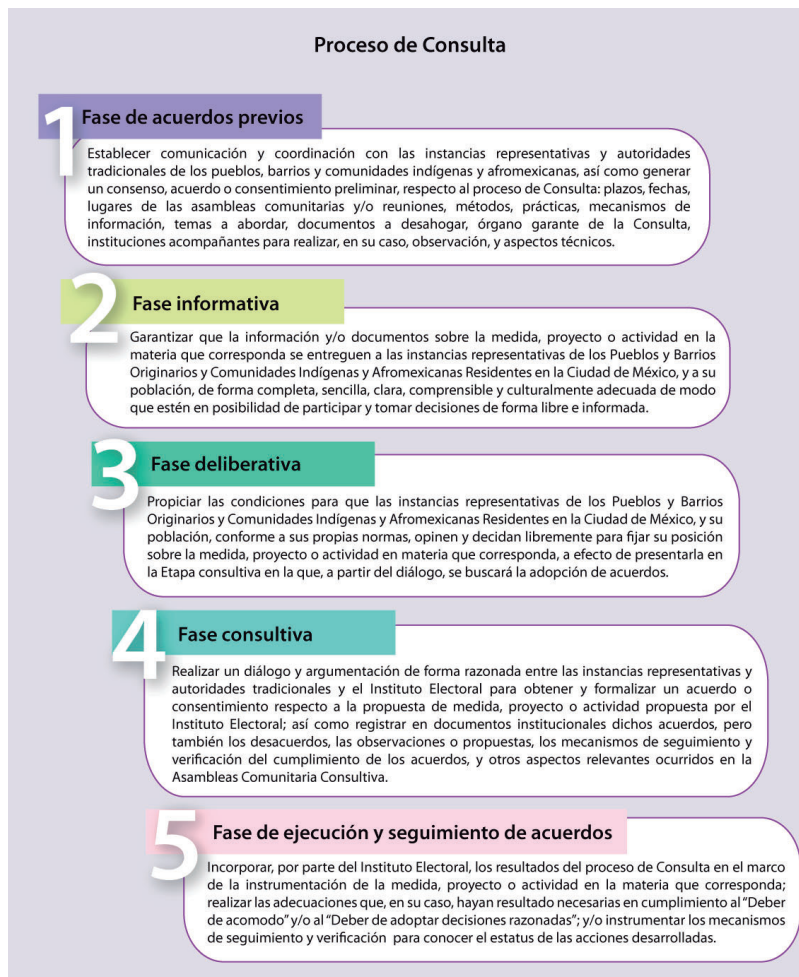 Proceso de Consulta
1
Fase de acuerdos previos
Establecer comunicación y coordinación con las instancias representativas y autoridades
tradicionales de los pueblos, barrios y comunidades indígenas y afromexicanas, así como generar
un consenso, acuerdo o consentimiento preliminar, respecto al proceso de Consulta: plazos, fechas,
lugares de las asambleas comunitarias y/o reuniones, métodos, prácticas, mecanismos de
información, temas a abordar, documentos a desahogar, órgano garante de la Consulta,
instituciones acompañantes para realizar, en su caso, observación, y aspectos técnicos.
2
Fase informativa
Garantizar que la información y/o documentos sobre la medida, proyecto o actividad en la
materia que corresponda se entreguen a las instancias representativas de los Pueblos y Barrios
Originarios y Comunidades Indígenas y Afromexicanas Residentes en la Ciudad de México, y a su
población, de forma completa, sencilla, clara, comprensible y culturalmente adecuada de modo
que estén en posibilidad de participar y tomar decisiones de forma libre e informada.
3
Fase deliberativa
Propiciar las condiciones para que las instancias representativas de los Pueblos y Barrios
Originarios y Comunidades Indígenas y Afromexicanas Residentes en la Ciudad de México, y su
población, conforme a sus propias normas, opinen y decidan libremente para fijar su posición
sobre la medida, proyecto o actividad en materia que corresponda, a efecto de presentarla en
la Etapa consultiva en la que, a partir del diálogo, se buscará la adopción de acuerdos.
4
Fase consultiva
Realizar un diálogo y argumentación de forma razonada entre las instancias representativas y
autoridades tradicionales y el Instituto Electoral para obtener y formalizar un acuerdo o
consentimiento respecto a la propuesta de medida, proyecto o actividad propuesta por el
Instituto Electoral; así como registrar en documentos institucionales dichos acuerdos, pero
también los desacuerdos, las observaciones o propuestas, los mecanismos de seguimiento y
verificación del cumplimiento de los acuerdos, y otros aspectos relevantes ocurridos en la
Asambleas Comunitaria Consultiva.
5
Fase de ejecución y seguimiento de acuerdos
Incorporar, por parte del Instituto Electoral, los resultados del proceso de Consulta en el marco
de la instrumentación de la medida, proyecto o actividad en la materia que corresponda;
realizar las adecuaciones que, en su caso, hayan resultado necesarias en cumplimiento al "Deber
de acomodo" y/o al "Deber de adoptar decisiones razonadas"; y/o instrumentar los mecanismos
de seguimiento y verificación para conocer el estatus de las acciones desarrolladas.